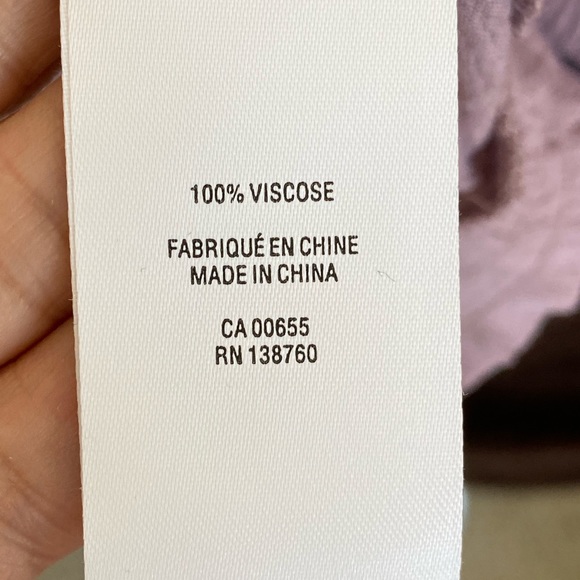 100% VISCOSE
FABRIQUÉ EN CHINE
MADE IN CHINA
CA 00655
RN 138760